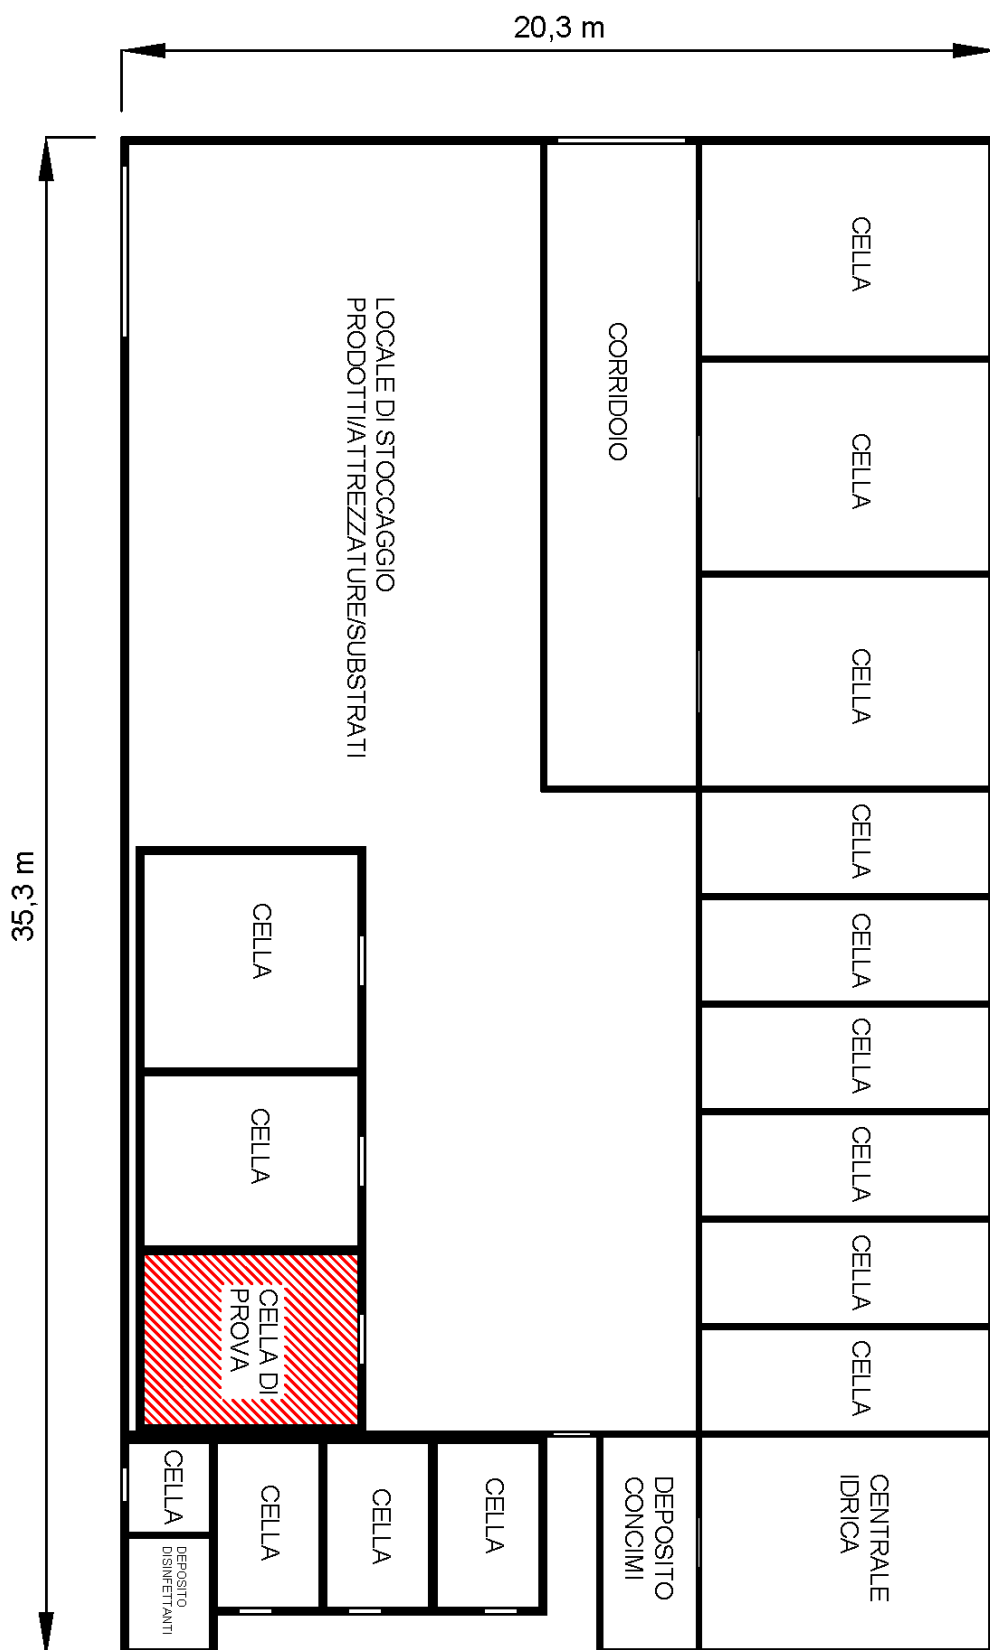 20,3 m
35,3 m
CELLA
CELLA
CELLA
CELLA
CELLA
CELLA
CELLA
CELLA
CELLA
CORRIDOIO
LOCALE DI STOCCAGGIO
PRODOTTI/ATTREZZATURE/SUBSTRATI
CELLA
CELLA
CELLA DI
PROVA
CENTRALE
IDRICA
DEPOSITO
CONCIMI
CELLA
CELLA
CELLA
CELLA
DEPOSITO
DISINFETTANTI